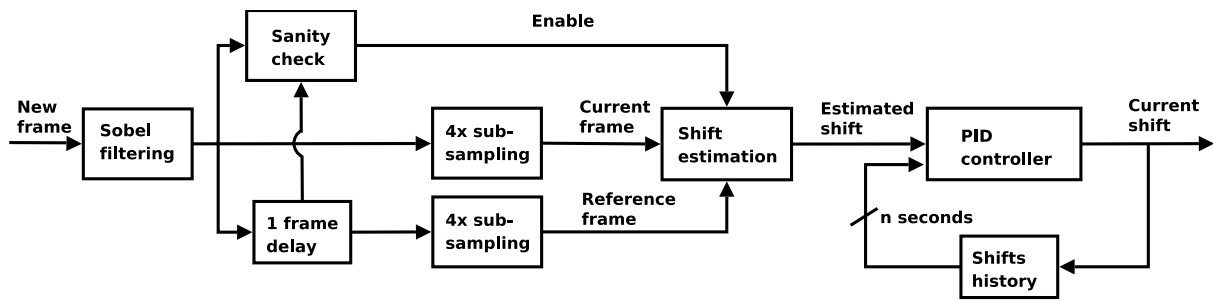 New
frame
Sobel
filtering
Sanity
check
Enable
1 frame
delay
4x sub-
sampling
Current
frame
4x sub-
sampling
Reference
frame
Shift
estimation
Estimated
shift
PID
controller
Current
shift
n seconds
Shifts
history